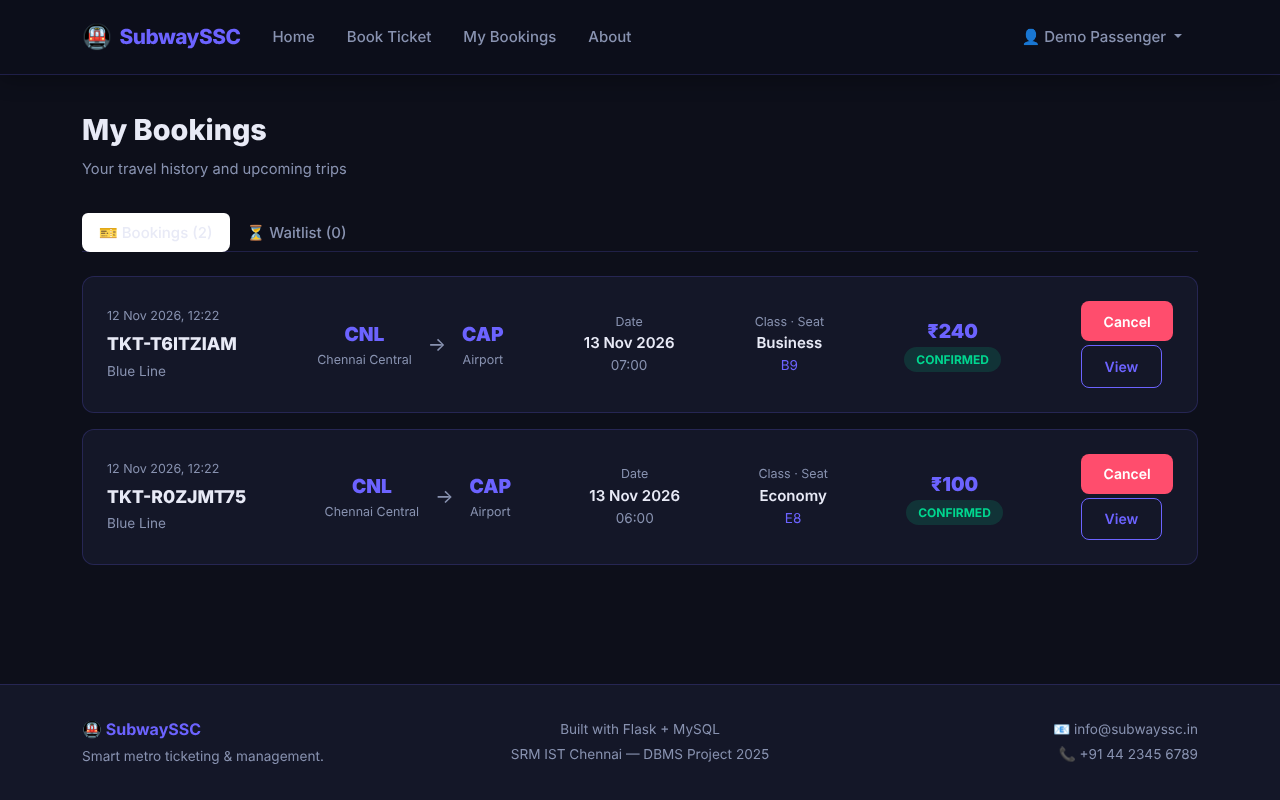 SubwaySSC
Home
Book Ticket
My Bookings
About
👤 Demo Passenger
My Bookings
Your travel history and upcoming trips
🎫 Bookings (2)
⏳ Waitlist (0)
12 Nov 2026, 12:22
TKT-T6ITZIAM
Blue Line
CNL
Chennai Central
→
CAP
Airport
Date
13 Nov 2026
07:00
Class · Seat
Business
B9
₹240
CONFIRMED
Cancel
View
12 Nov 2026, 12:22
TKT-R0ZJMT75
Blue Line
CNL
Chennai Central
→
CAP
Airport
Date
13 Nov 2026
06:00
Class · Seat
Economy
E8
₹100
CONFIRMED
Cancel
View
🚇 SubwaySSC
Smart metro ticketing & management.
Built with Flask + MySQL
SRM IST Chennai — DBMS Project 2025
📧 info@subwayssc.in
📞 +91 44 2345 6789